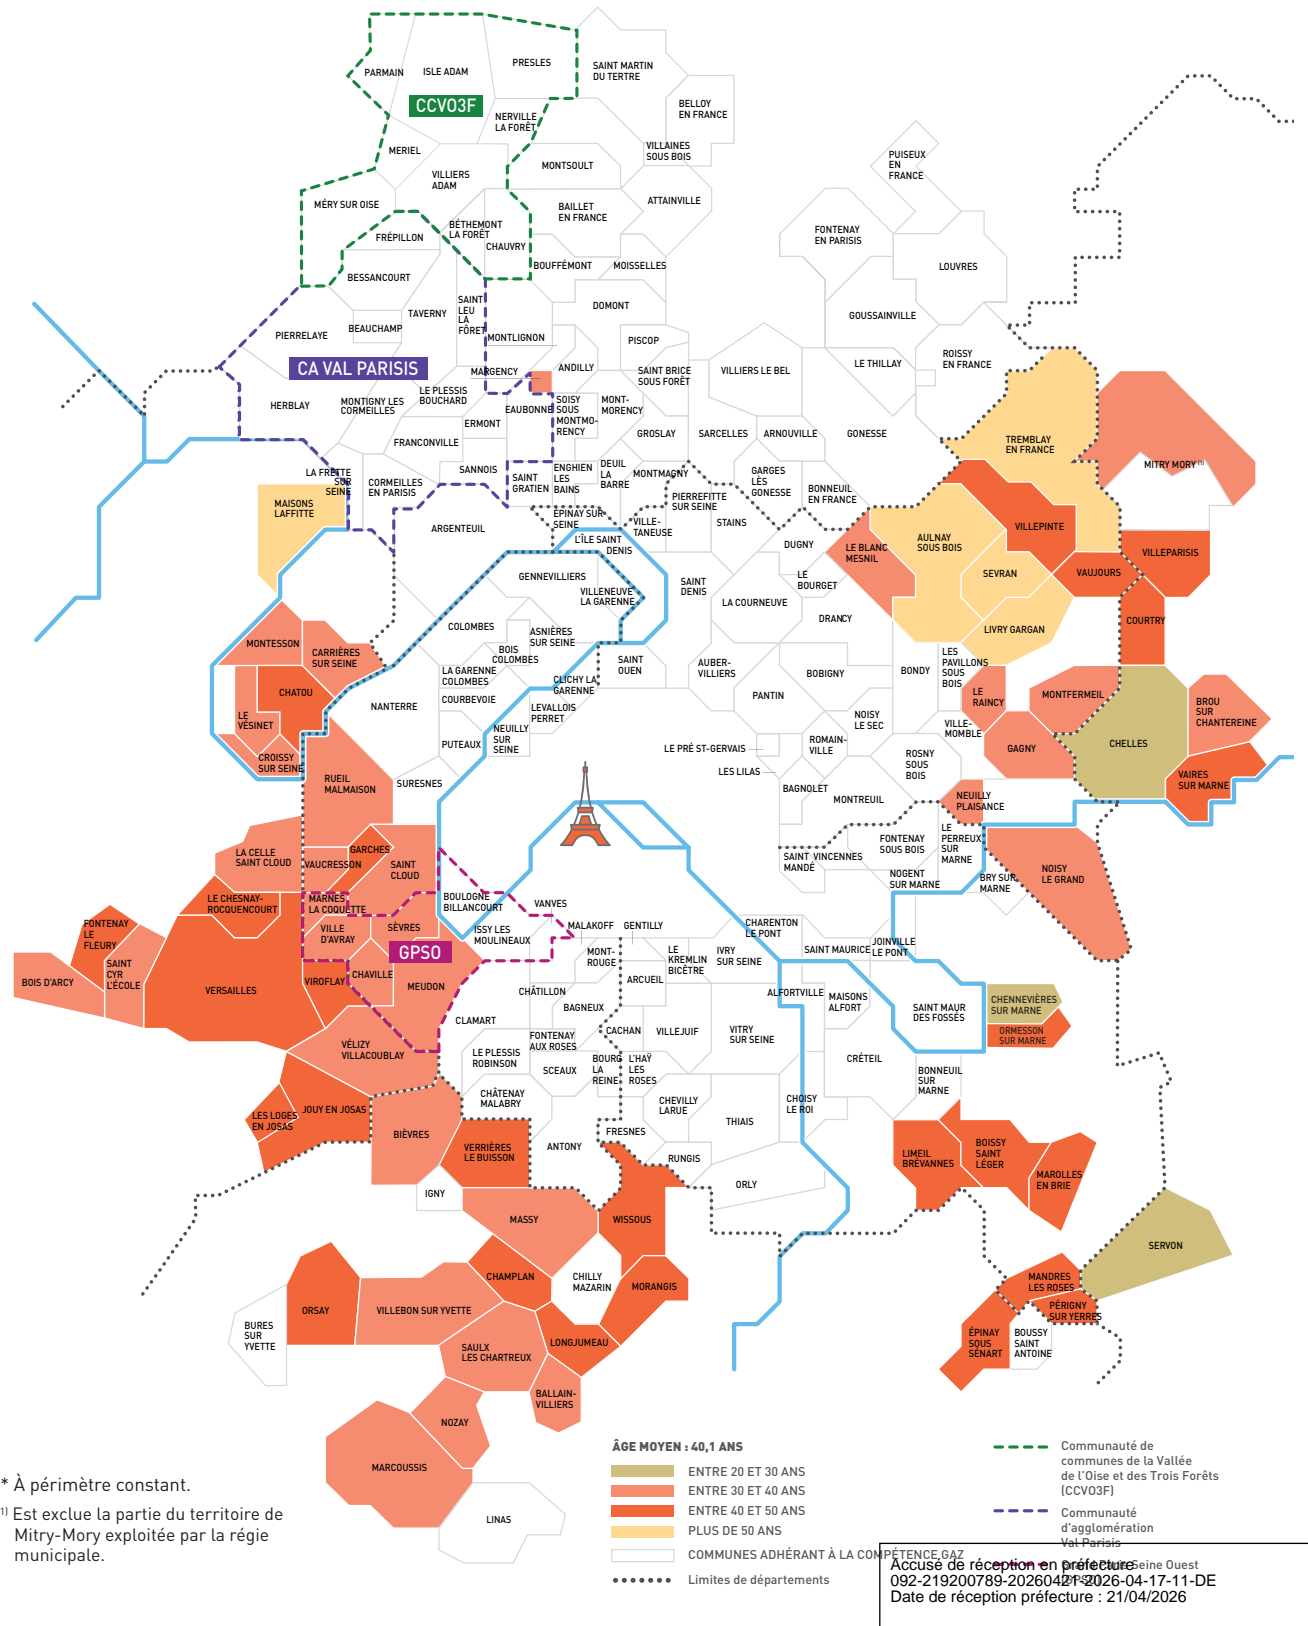 PARMAIN
ISLE ADAM
PRESLES
SAINT MARTIN
DU TERTRE
CCVO3F
BELLOY
EN FRANCE
NERVILLE
LA FORÊT
MERIEL
VILLAINES
SOUS BOIS
PUISEUX
EN
FRANCE
MONTSOULT
VILLIERS
ADAM
MÉRY SUR OISE
BAILLET
EN FRANCE
ATTAINVILLE
FRÉPILLON
BÉTHEMONT
LA FORÊT
CHAUVRY
FONTENAY
EN PARISIS
BESSANCOURT
BOUFFÉMONT
MOISSELLES
LOUVRES
SAINT
LEU
LA
FÔRET
TAVERNY
DOMONT
GOUSSAINVILLE
PIERRELAYE
BEAUCHAMP
MONTLIGNON
PISCOP
CA VAL PARISIS
MARGENCY
ANDILLY
SAINT BRICE
SOUS FORÊT
VILLIERS LE BEL
LE THILLAY
ROISSY
EN FRANCE
HERBLAY
MONTIGNY LES
CORMEILLES
LE PLESSIS
BOUCHARD
EAUBONNE
SOISY
SOUS
MONTMO-
RENCY
MONT-
MORENCY
ERMONT
FRANCONVILLE
GROSLAY
SARCELLES
ARNOUVILLE
GONESSE
TREMBLAY
EN FRANCE
MITRY MORY (1)
LA FRETTE
SUR
SEINE
CORMEILLES
EN PARISIS
SANNOIS
SAINT
GRATIEN
ENGHIEN
LES
BAINS
DEUIL
LA
BARRE
MONTMAGNY
GARGES
LÈS
GONESSE
BONNEUIL
EN FRANCE
MAISONS
LAFFITTE
PIERREFITTE
SUR SEINE
ARGENTEUIL
EPINAY SUR
SEINE
VILLE-
TANEUSE
STAINS
VILLEPINTE
L'ÎLE SAINT
DENIS
DUGNY
LE BLANC
MESNIL
AULNAY
SOUS BOIS
VILLEPARISIS
GENNEVILLIERS
VILLENEUVE
LA GARENNE
SAINT
DENIS
LE
BOURGET
SEVRAN
VAUJOURS
LA COURNEUVE
DRANCY
COLOMBES
ASNIÈRES
SUR SEINE
LIVRY GARGAN
COURTRY
MONTESSON
CARRIÈRES
SUR SEINE
BOIS
COLOMBES
LA GARENNE
COLOMBES
SAINT
OUEN
AUBER-
VILLIERS
BOBIGNY
BONDY
LES
PAVILLONS
SOUS
BOIS
CHATOU
NANTERRE
COURBEVOIE
CLICHY LA
GARENNE
PANTIN
LE
RAINCY
MONTFERMEIL
BROU
SUR
CHANTEREINE
LE
VÉSINET
LEVALLOIS
PERRET
NOISY
LE SEC
VILLE-
MOMBLE
PUTEAUX
NEUILLY
SUR
SEINE
LE PRÉ ST-GERVAIS
ROMAIN-
VILLE
GAGNY
CHELLES
CROISSY
SUR SEINE
RUEIL
MALMAISON
SURESNES
LES LILAS
ROSNY
SOUS
BOIS
VAIRES
SUR MARNE
BAGNOLET
MONTREUIL
NEUILLY
PLAISANCE
LA CELLE
SAINT CLOUD
GARCHES
VAUCRESSON
SAINT
CLOUD
SAINT
MANDÉ
VINCENNES
FONTENAY
SOUS BOIS
LE
PERREUX
SUR
MARNE
NOISY
LE GRAND
NOGENT
SUR MARNE
BRY SUR
MARNE
LE CHESNAY-
ROCQUENCOURT
MARNES
LA COQUETTE
BOULOGNE
BILLANCOURT
VANVES
FONTENAY
LE
FLEURY
VILLE
D'AVRAY
SÈVRES
ISSY LES
MOULINEAUX
MALAKOFF
GENTILLY
CHARENTON
LE PONT
SAINT MAURICE
JOINVILLE
LE PONT
GPSO
MONT-
ROUGE
LE
KREMLIN
BICÊTRE
IVRY
SUR SEINE
BOIS D'ARCY
SAINT
CYR
L'ÉCOLE
VERSAILLES
VIROFLAY
CHAVILLE
MEUDON
CHÂTILLON
ARCUEIL
ALFORTVILLE
MAISONS
ALFORT
SAINT MAUR
DES FOSSÉS
CHENNEVIÈRES
SUR MARNE
BAGNEUX
CLAMART
CACHAN
VILLEJUIF
VITRY
SUR SEINE
ORMESSON
SUR MARNE
VÉLIZY
VILLACOUBLAY
FONTENAY
AUX ROSES
LE PLESSIS
ROBINSON
SCEAUX
BOURG
LA
REINE
L'HAŸ
LES
ROSES
CRÉTEIL
BONNEUIL
SUR
MARNE
CHÂTENAY
MALABRY
CHEVILLY
LARUE
CHOISY
LE ROI
LES LOGES
EN JOSAS
JOUY EN JOSAS
THIAIS
BIÈVRES
VERRIÈRES
LE BUISSON
ANTONY
FRESNES
RUNGIS
LIMEIL
BRÉVANNES
BOISSY
SAINT
LÉGER
MAROLLES
EN BRIE
IGNY
ORLY
MASSY
WISSOUS
SERVON
CHAMPLAN
CHILLY
MAZARIN
MORANGIS
MANDRES
LES ROSES
ORSAY
VILLEBON SUR YVETTE
PÉRIGNY
SUR YERRES
BURES
SUR
YVETTE
SAULX
LES CHARTREUX
LONGJUMEAU
ÉPINAY
SOUS
SÉNART
BOUSSY
SAINT
ANTOINE
BALLAIN-
VILLIERS
NOZAY
MARCOUSSIS
LINAS
ÂGE MOYEN : 40,1 ANS
ENTRE 20 ET 30 ANS
ENTRE 30 ET 40 ANS
ENTRE 40 ET 50 ANS
PLUS DE 50 ANS
COMMUNES ADHÉRANT À LA COMPÉTENCE GAZ
Limites de départements
Communauté de
communes de la Vallée
de l'Oise et des Trois Forêts
(CCVO3F)
Communauté
d'agglomération
Val Parisis
Grand Paris Seine Ouest
(GPSO)
* À périmètre constant.
1) Est exclue la partie du territoire de
Mitry-Mory exploitée par la régie
municipale.
Accusé de réception en préfecture
092-219200789-20260421-2026-04-17-11-DE
Date de réception préfecture : 21/04/2026